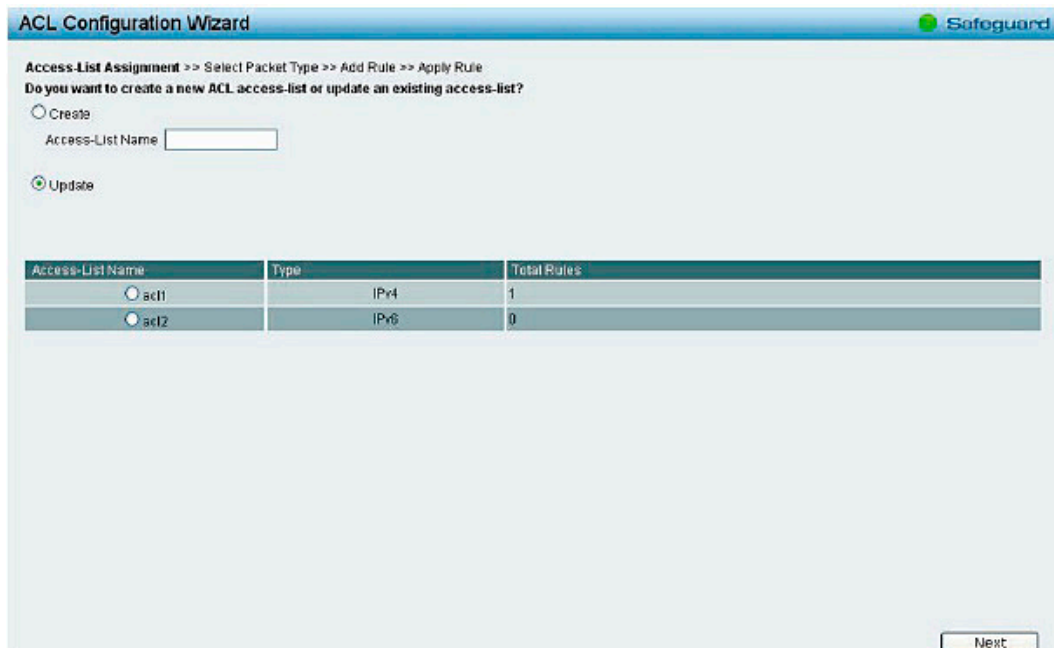 ACL Configuration Wizard
Safeguard
Access-List Assignment >> Select Packet Type >> Add Rule >> Apply Rule
Do you want to create a new ACL access-list or update an existing access-list?
Create
Access-List Name
Update
Access-List Name Type Total Rules
acl1 IPv4 1
acl2 IPv6 0
Next